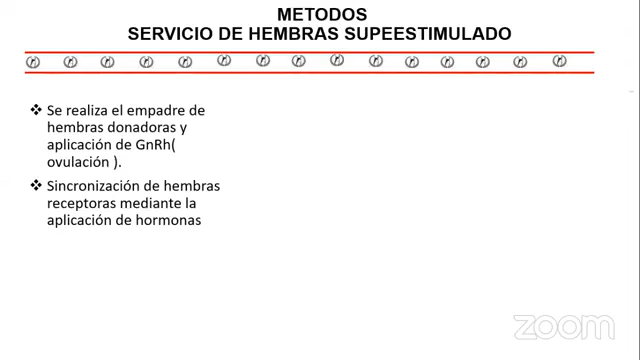 METODOS
SERVICIO DE HEMBRAS SUPEESTIMULADO
❖ Se realiza el empadre de
hembras donadoras y
aplicación de GnRh(
ovulación ).
❖ Sincronización de hembras
receptoras mediante la
aplicación de hormonas
zoom